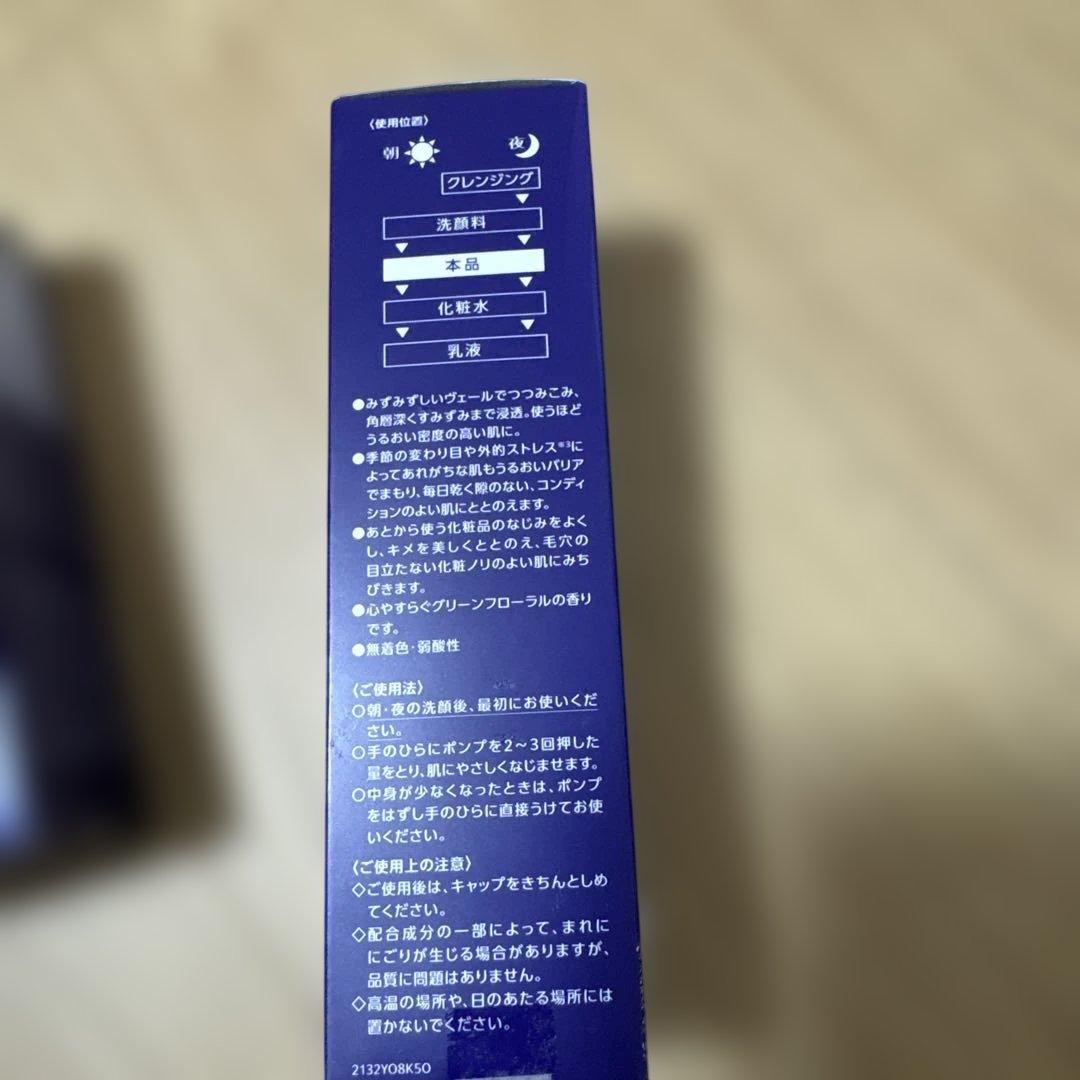 〈使用位置〉
朝 夜
クレンジング
洗顔料
本品
化粧水
乳液
●みずみずしいヴェールでつつみこみ、
角層深くすみずみまで浸透。使うほど
うるおい密度の高い肌に。
●季節の変わり目や外的ストレス※3に
よってあれがちな肌もうるおいバリア
でまもり、毎日乾く隙のない、コンディ
ションのよい肌にととのえます。
●あとから使う化粧品のなじみをよく
し、キメを美しくととのえ、毛穴の
目立たない化粧ノリのよい肌にみち
びきます。
●心やすらぐグリーンフローラルの香り
です。
●無着色・弱酸性
〈ご使用法〉
○朝・夜の洗顔後、最初にお使いくだ
さい。
○手のひらにポンプを2～3回押した
量をとり、肌にやさしくなじませます。
○中身が少なくなったときは、ポンプ
をはずし手のひらに直接うけてお使
いください。
〈ご使用上の注意〉
◇ご使用後は、キャップをきちんとしめ
てください。
◇配合成分の一部によって、まれに
にごりが生じる場合がありますが、
品質に問題はありません。
◇高温の場所や、日のあたる場所には
置かないでください。
2132YO8K5O